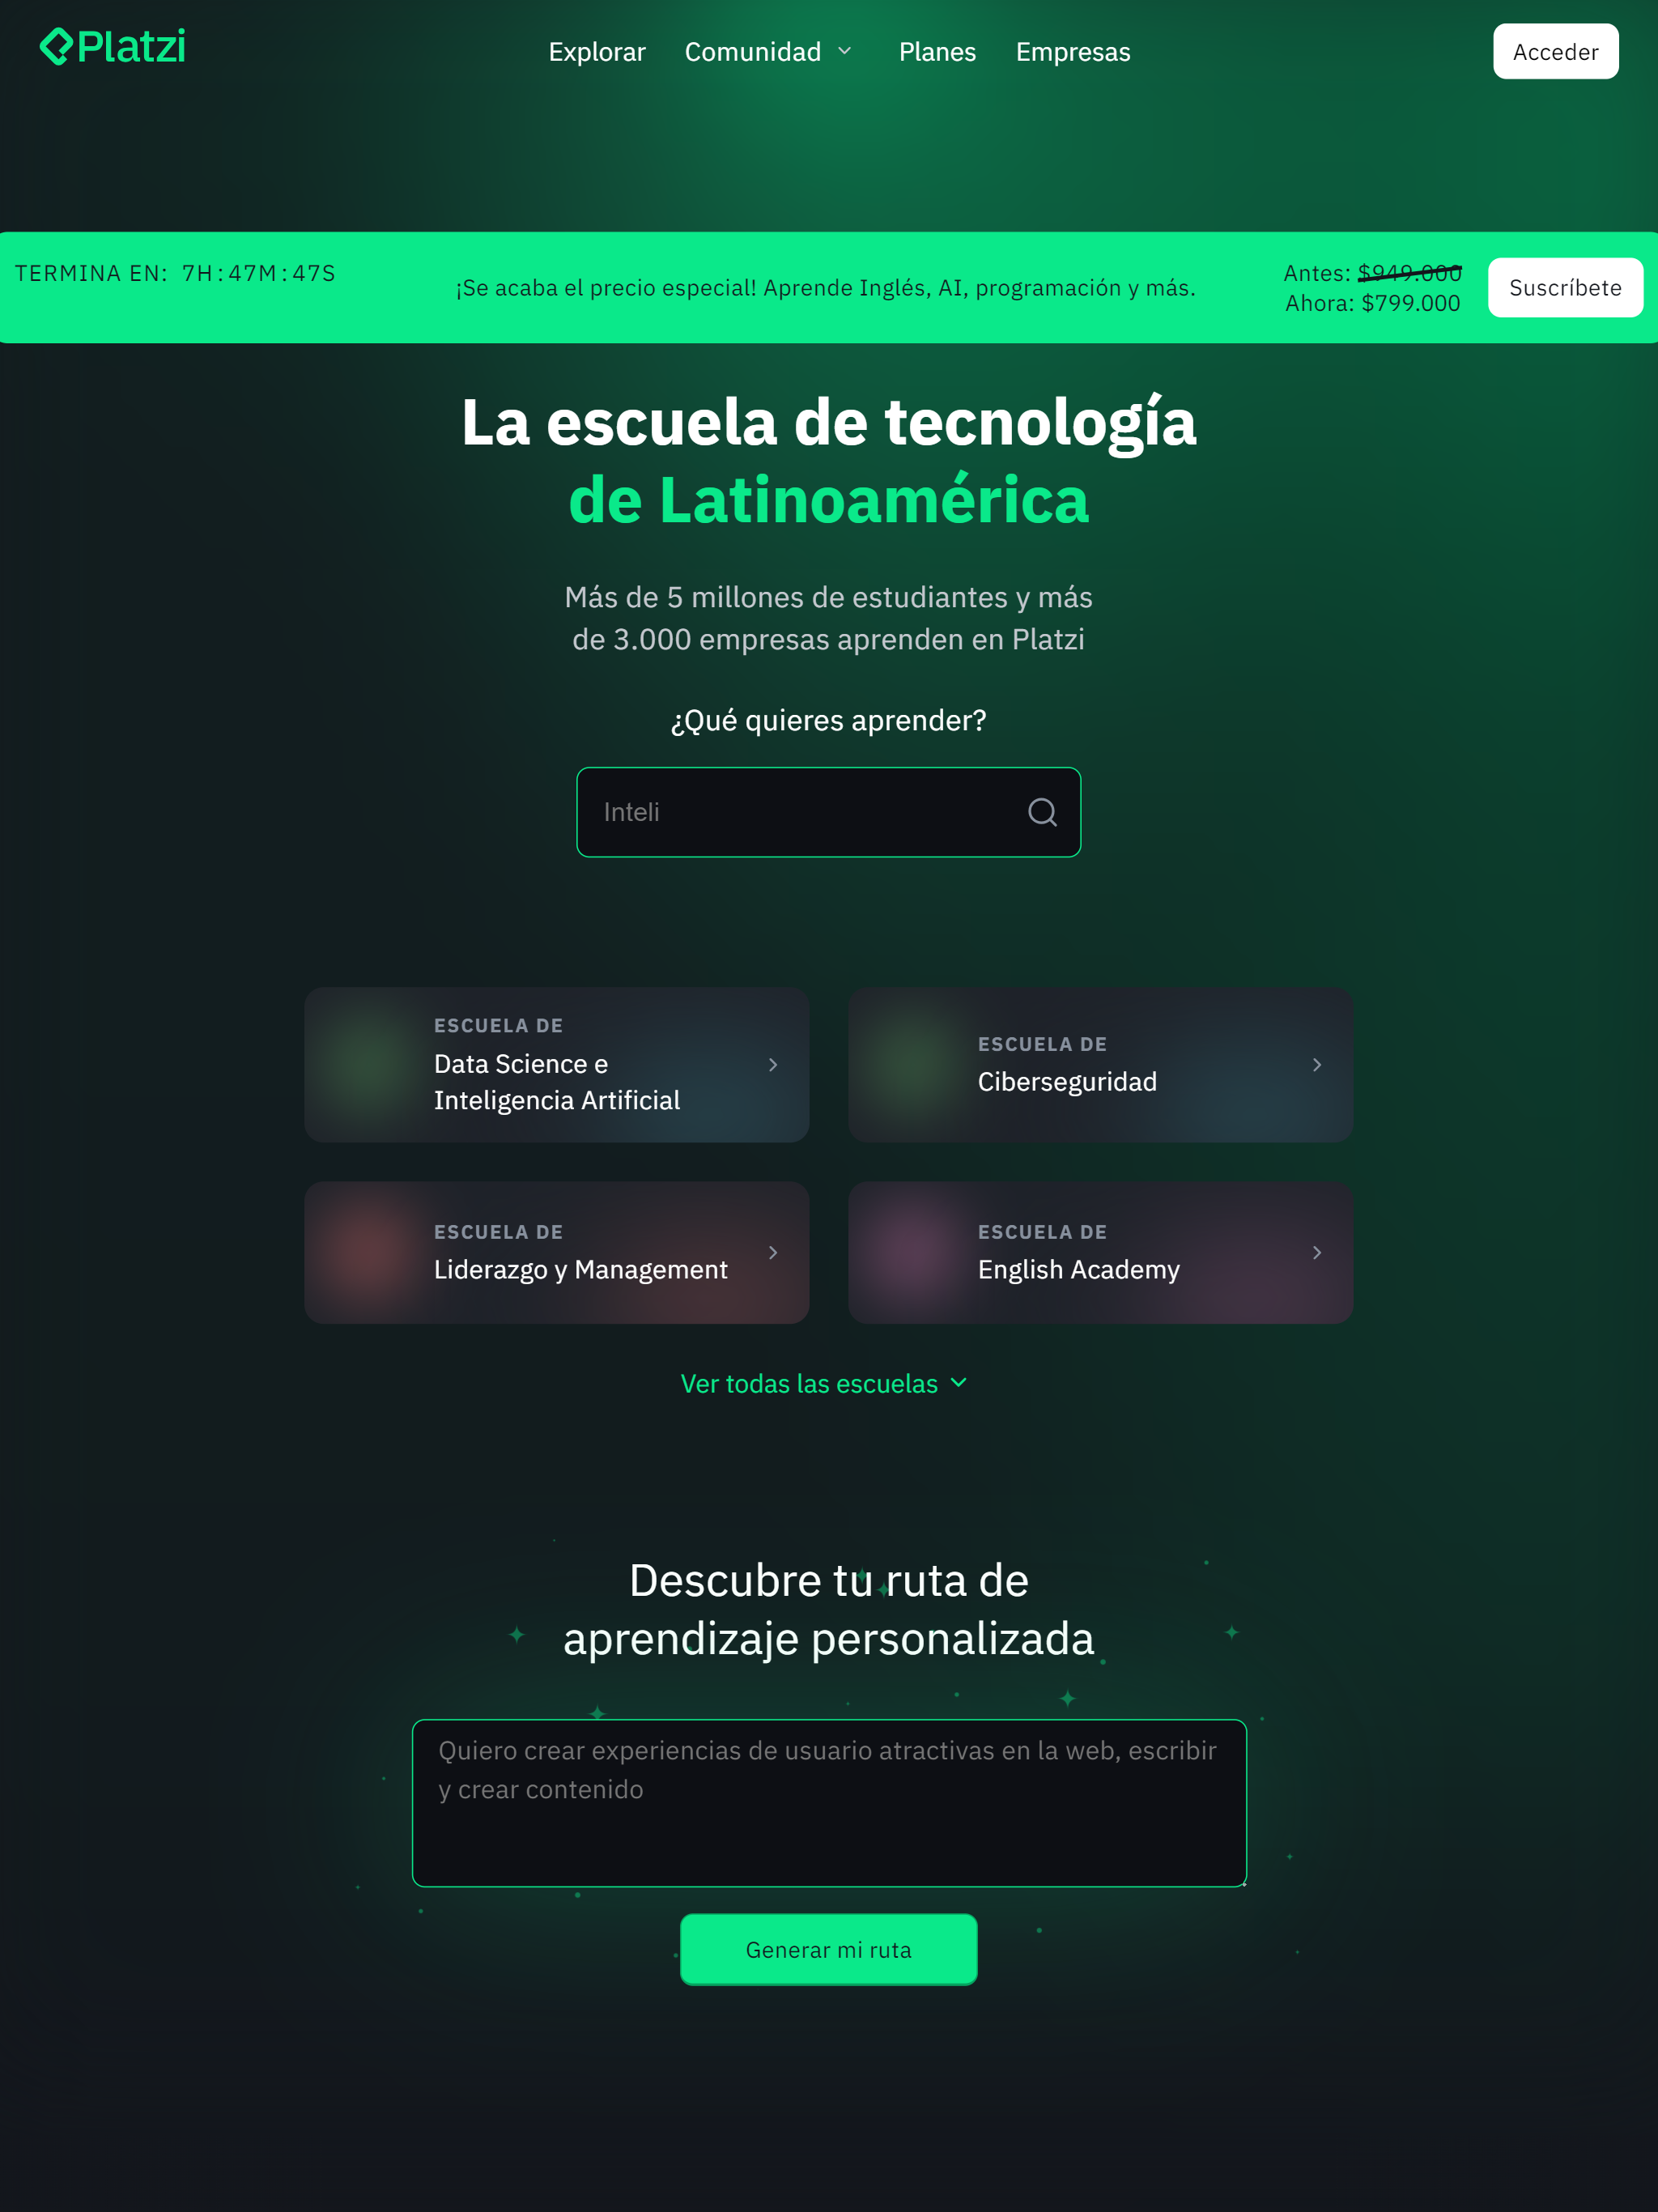 Platzi
Explorar
Comunidad
Planes
Empresas
Acceder
TERMINA EN: 7H:47M:47S
¡Se acaba el precio especial! Aprende Inglés, AI, programación y más.
Antes: $949.000
Ahora: $799.000
Suscríbete
La escuela de tecnología
de Latinoamérica
Más de 5 millones de estudiantes y más
de 3.000 empresas aprenden en Platzi
¿Qué quieres aprender?
Inteli
ESCUELA DE
Data Science e
Inteligencia Artificial
ESCUELA DE
Ciberseguridad
ESCUELA DE
Liderazgo y Management
ESCUELA DE
English Academy
Ver todas las escuelas
Descubre tu ruta de
aprendizaje personalizada
Quiero crear experiencias de usuario atractivas en la web, escribir
y crear contenido
Generar mi ruta